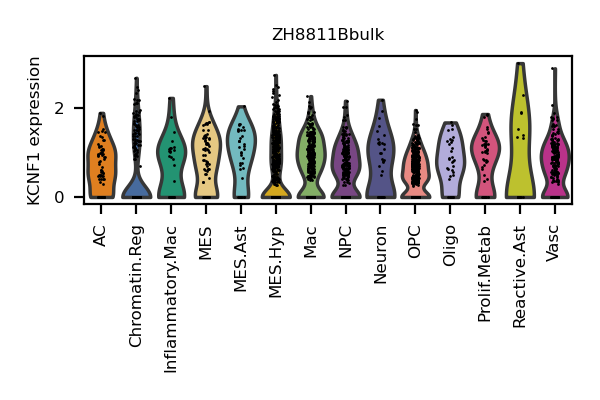 ZH8811Bbulk
KCNF1 expression
2
0
AC
Chromatin.Reg
Inflammatory.Mac
MES
MES.Ast
MES.Hyp
Mac
NPC
Neuron
OPC
Oligo
Prolif.Metab
Reactive.Ast
Vasc